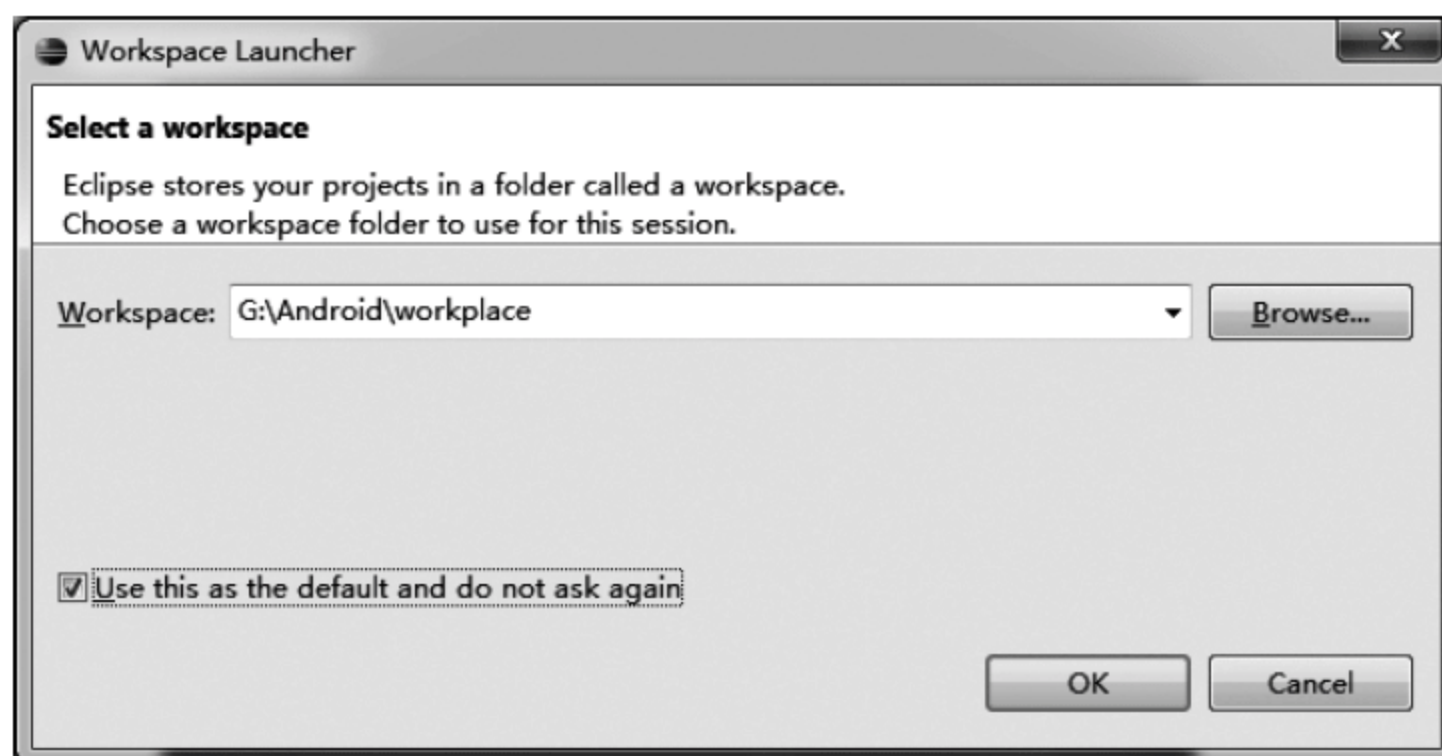 Workspace Launcher
Select a workspace
Eclipse stores your projects in a folder called a workspace.
Choose a workspace folder to use for this session.
Workspace: G:\Android\workplace Browse...
Use this as the default and do not ask again
OK Cancel